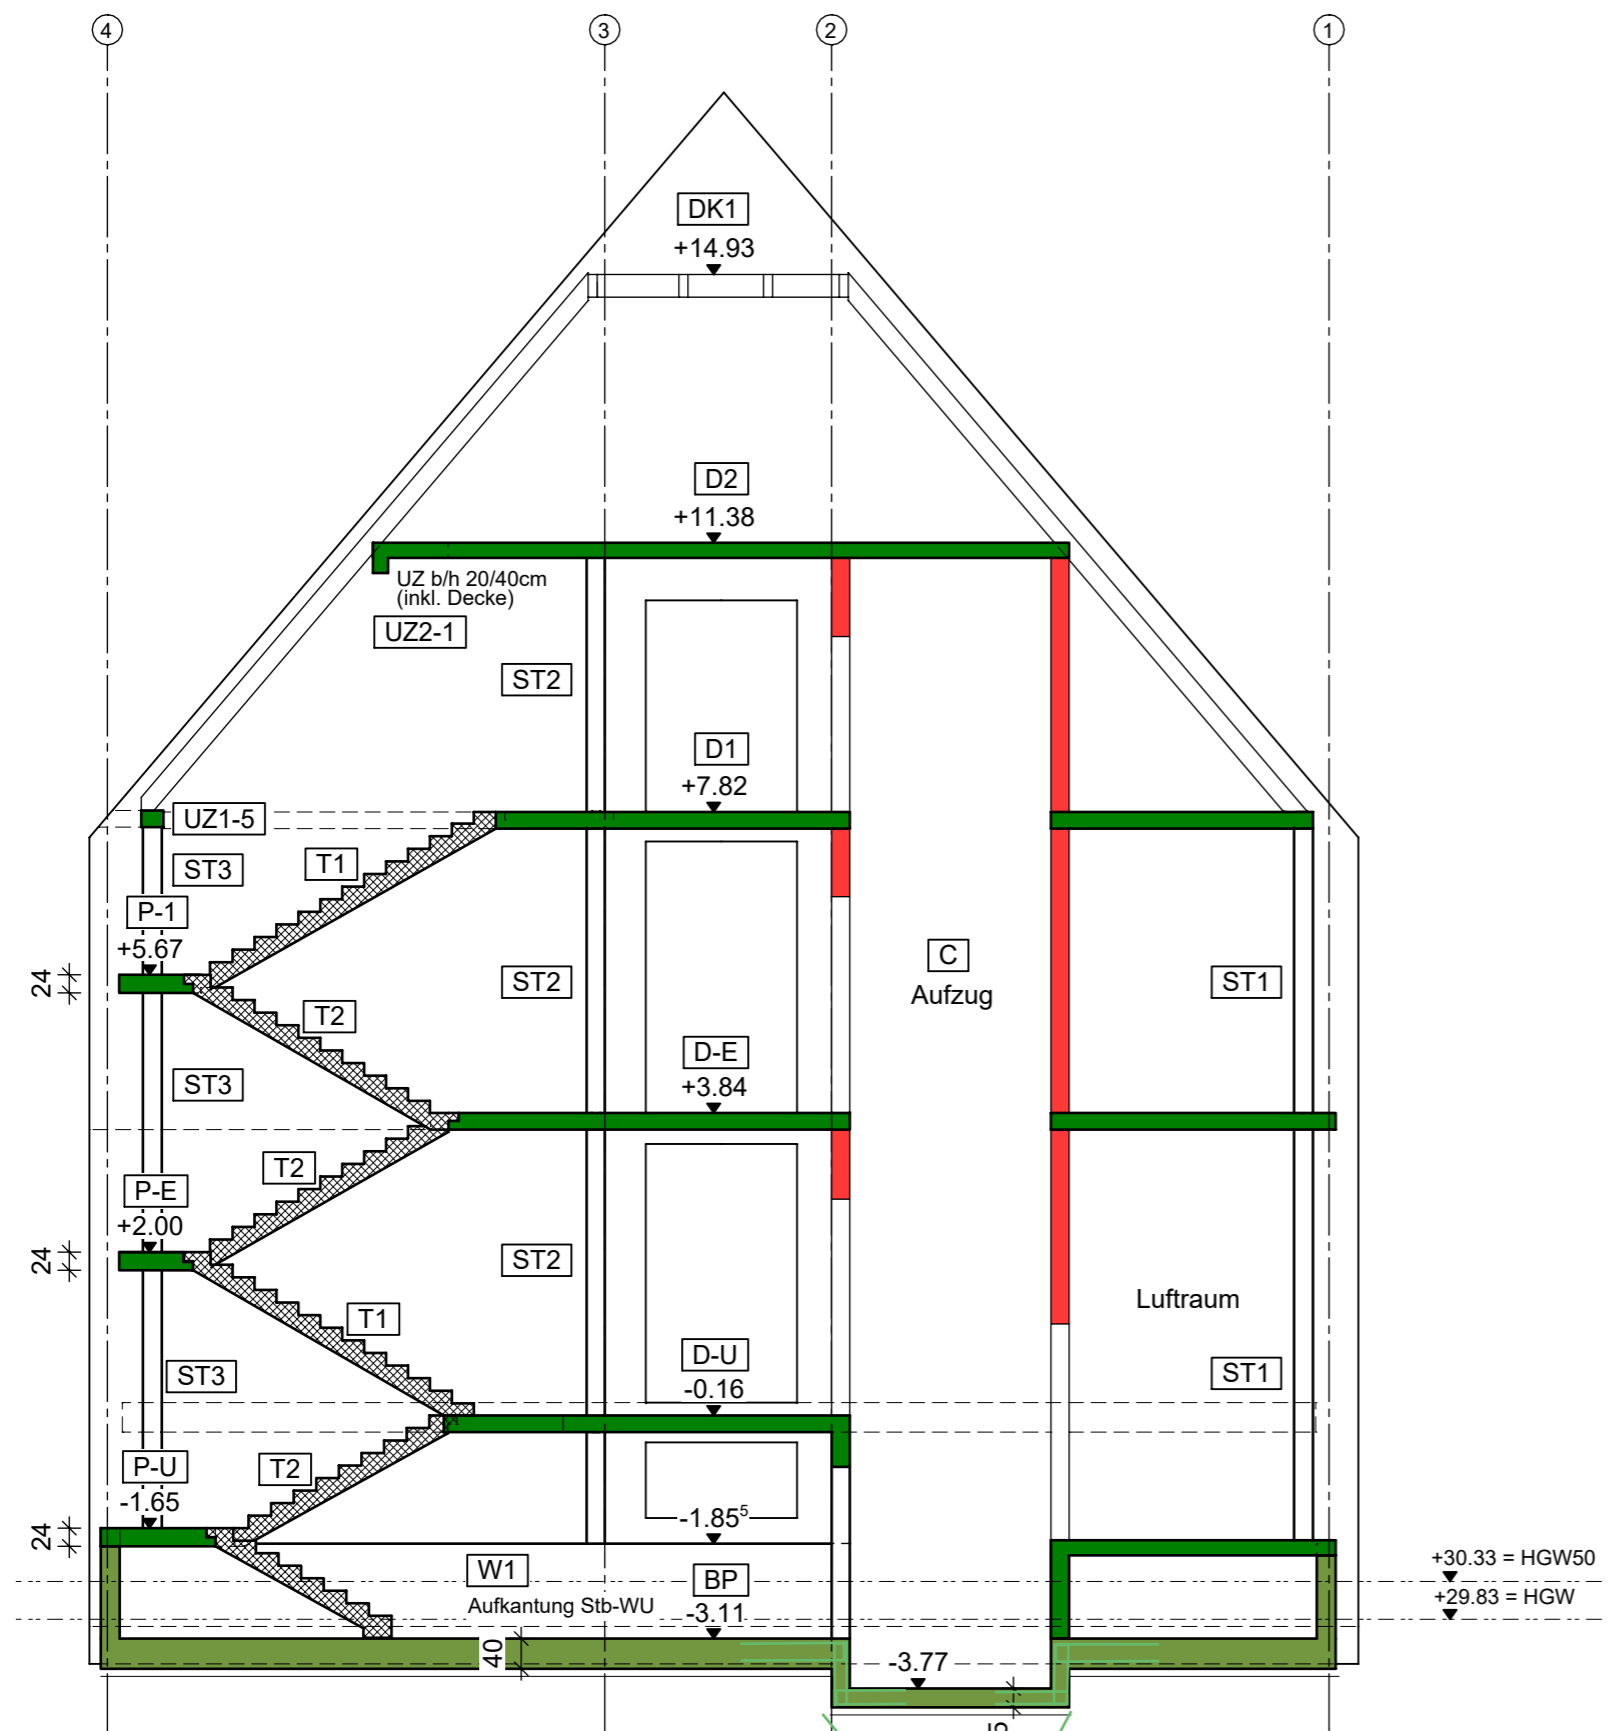 4
3
2
1
DK1
+14.93
D2
+11.38
UZ b/h 20/40cm
(inkl. Decke)
UZ2-1
ST2
D1
+7.82
UZ1-5
T1
ST3
P-1
+5.67
24
C
Aufzug
ST2
ST1
T2
D-E
+3.84
ST3
T2
P-E
+2.00
24
ST2
Luftraum
T1
D-U
-0.16
ST3
ST1
T2
P-U
-1.65
24
-1.85⁵
W1
BP
Aufkantung Stb-WU
-3.11
+30.33 = HGW50
+29.83 = HGW
40
-3.77